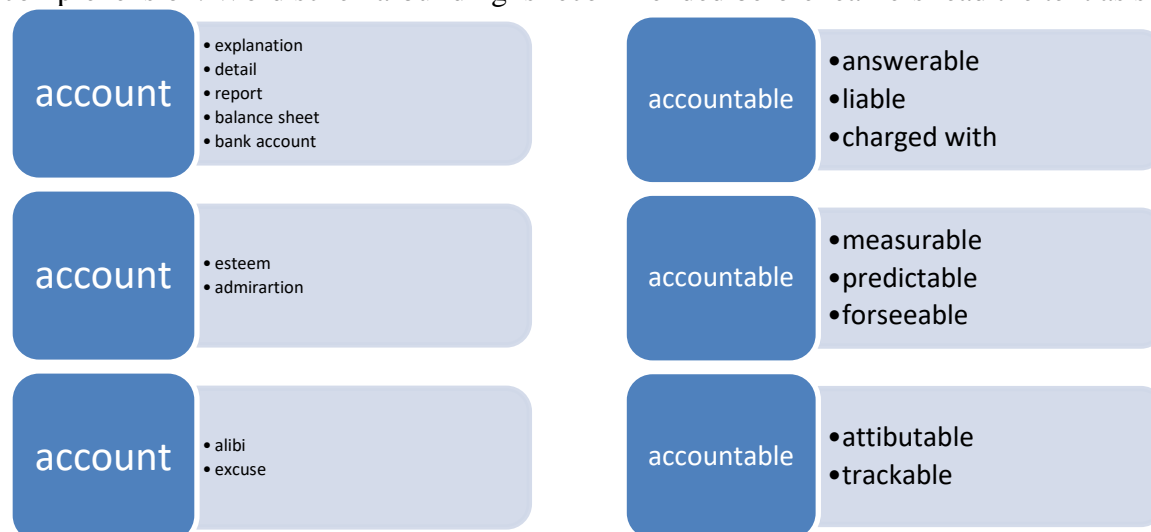 account
• explanation
• detail
• report
• balance sheet
• bank account
account
• esteem
• admirartion
account
• alibi
• excuse
accountable
•answerable
•liable
•charged with
accountable
•measurable
•predictable
•forseeable
accountable
•attibutable
•trackable